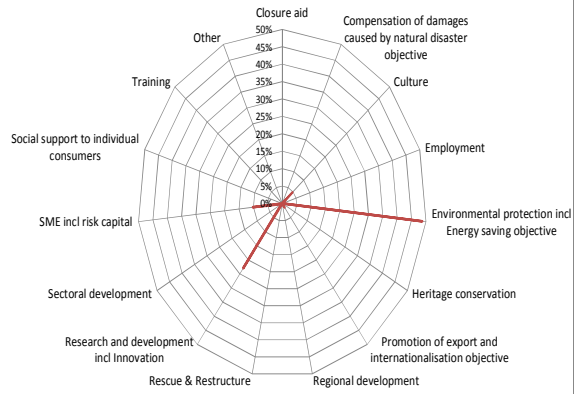 Closure aid
Compensation of damages
caused by natural disaster
objective
Culture
Employment
Environmental protection incl
Energy saving objective
Heritage conservation
Promotion of export and
internationalisation objective
Regional development
Rescue & Restructure
Research and development
incl Innovation
Sectoral development
SME incl risk capital
Social support to individual
consumers
Training
Other
50%
45%
40%
35%
30%
25%
20%
15%
10%
5%
0%